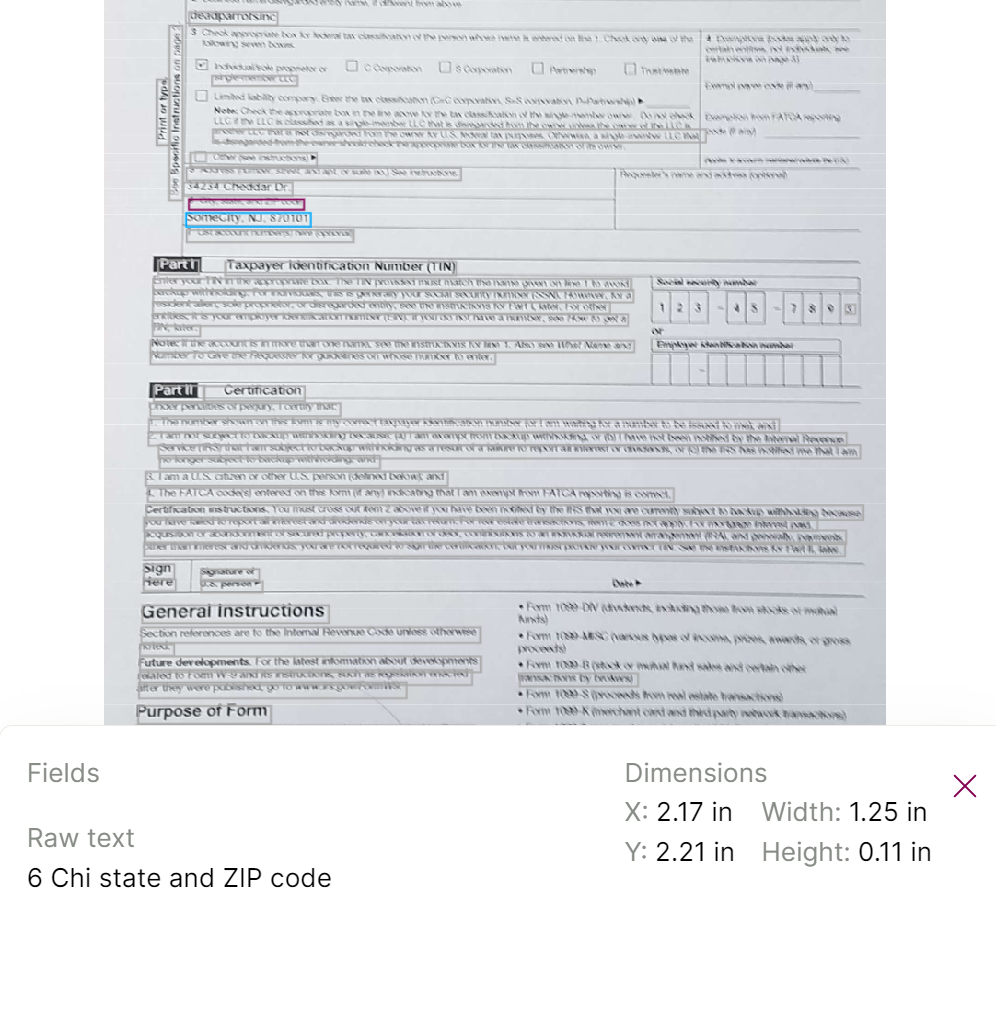 deadparrots.inc
Print or type.
See Specific Instructions on page 3.
3 Check appropriate box for federal tax classification of the person whose name is entered on line 1. Check only one of the
following seven boxes.
Individual/sole proprietor or
single-member LLC
C Corporation
S Corporation
Partnership
Trust/estate
4 Exemptions (codes apply only to
certain entities, not individuals; see
instructions on page 3):
Exempt payee code (if any)
Exemption from FATCA reporting
code (if any)
Limited liability company. Enter the tax classification (C=C corporation, S=S corporation, P=Partnership) ▶
Note: Check the appropriate box in the line above for the tax classification of the single-member owner. Do not check
LLC if the LLC is classified as a single-member LLC that is disregarded from the owner unless the owner of the LLC is
another LLC that is not disregarded from the owner for U.S. federal tax purposes. Otherwise, a single-member LLC that
is disregarded from the owner should check the appropriate box for the tax classification of its owner.
Other (see instructions) ▶
5 Address (number, street, and apt. or suite no.) See instructions.
Requester's name and address (optional)
34234 Cheddar Dr.
6 City, state, and ZIP code
SomeCity, NJ, 870101
7 List account number(s) here (optional)
Part I Taxpayer Identification Number (TIN)
Enter your TIN in the appropriate box. The TIN provided must match the name given on line 1 to avoid
backup withholding. For individuals, this is generally your social security number (SSN). However, for a
resident alien, sole proprietor, or disregarded entity, see the instructions for Part I, later. For other
entities, it is your employer identification number (EIN). If you do not have a number, see How to get a
TIN, later.
Note: If the account is in more than one name, see the instructions for line 1. Also see What Name and
Number To Give the Requester for guidelines on whose number to enter.
Social security number
1 2 3 – 4 5 – 7 8 9
or
Employer identification number
–
Part II Certification
Under penalties of perjury, I certify that:
1. The number shown on this form is my correct taxpayer identification number (or I am waiting for a number to be issued to me); and
2. I am not subject to backup withholding because: (a) I am exempt from backup withholding, or (b) I have not been notified by the Internal Revenue
Service (IRS) that I am subject to backup withholding as a result of a failure to report all interest or dividends, or (c) the IRS has notified me that I am
no longer subject to backup withholding; and
3. I am a U.S. citizen or other U.S. person (defined below); and
4. The FATCA code(s) entered on this form (if any) indicating that I am exempt from FATCA reporting is correct.
Certification instructions. You must cross out item 2 above if you have been notified by the IRS that you are currently subject to backup withholding because
you have failed to report all interest and dividends on your tax return. For real estate transactions, item 2 does not apply. For mortgage interest paid,
acquisition or abandonment of secured property, cancellation of debt, contributions to an individual retirement arrangement (IRA), and generally, payments
other than interest and dividends, you are not required to sign the certification, but you must provide your correct TIN. See the instructions for Part II, later.
Sign
Here
Signature of
U.S. person ▶
Date ▶
General Instructions
Section references are to the Internal Revenue Code unless otherwise
noted.
Future developments. For the latest information about developments
related to Form W-9 and its instructions, such as legislation enacted
after they were published, go to www.irs.gov/FormW9.
Purpose of Form
• Form 1099-DIV (dividends, including those from stocks or mutual
funds)
• Form 1099-MISC (various types of income, prizes, awards, or gross
proceeds)
• Form 1099-B (stock or mutual fund sales and certain other
transactions by brokers)
• Form 1099-S (proceeds from real estate transactions)
• Form 1099-K (merchant card and third party network transactions)
Fields
Raw text
6 Chi state and ZIP code
Dimensions
X: 2.17 in Width: 1.25 in
Y: 2.21 in Height: 0.11 in